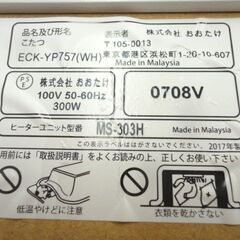 品名及び形名
こたつ
ECK-YP757(WH)
表示者 株式会社 おおたけ
〒105-0013
東京都港区浜松町1-20-10-607
Made in Malaysia
PS
E
株式会社 おおたけ
100V 50-60Hz
300W
0708V
ヒーターユニット型番
MS-303H
Made in Malaysia
この表示ラベルははがさないでください。
2017年製
使用前に「取扱説明書」をよくお読みの上、正しくお使い
低温やけどに注意
衣類を乾かさない